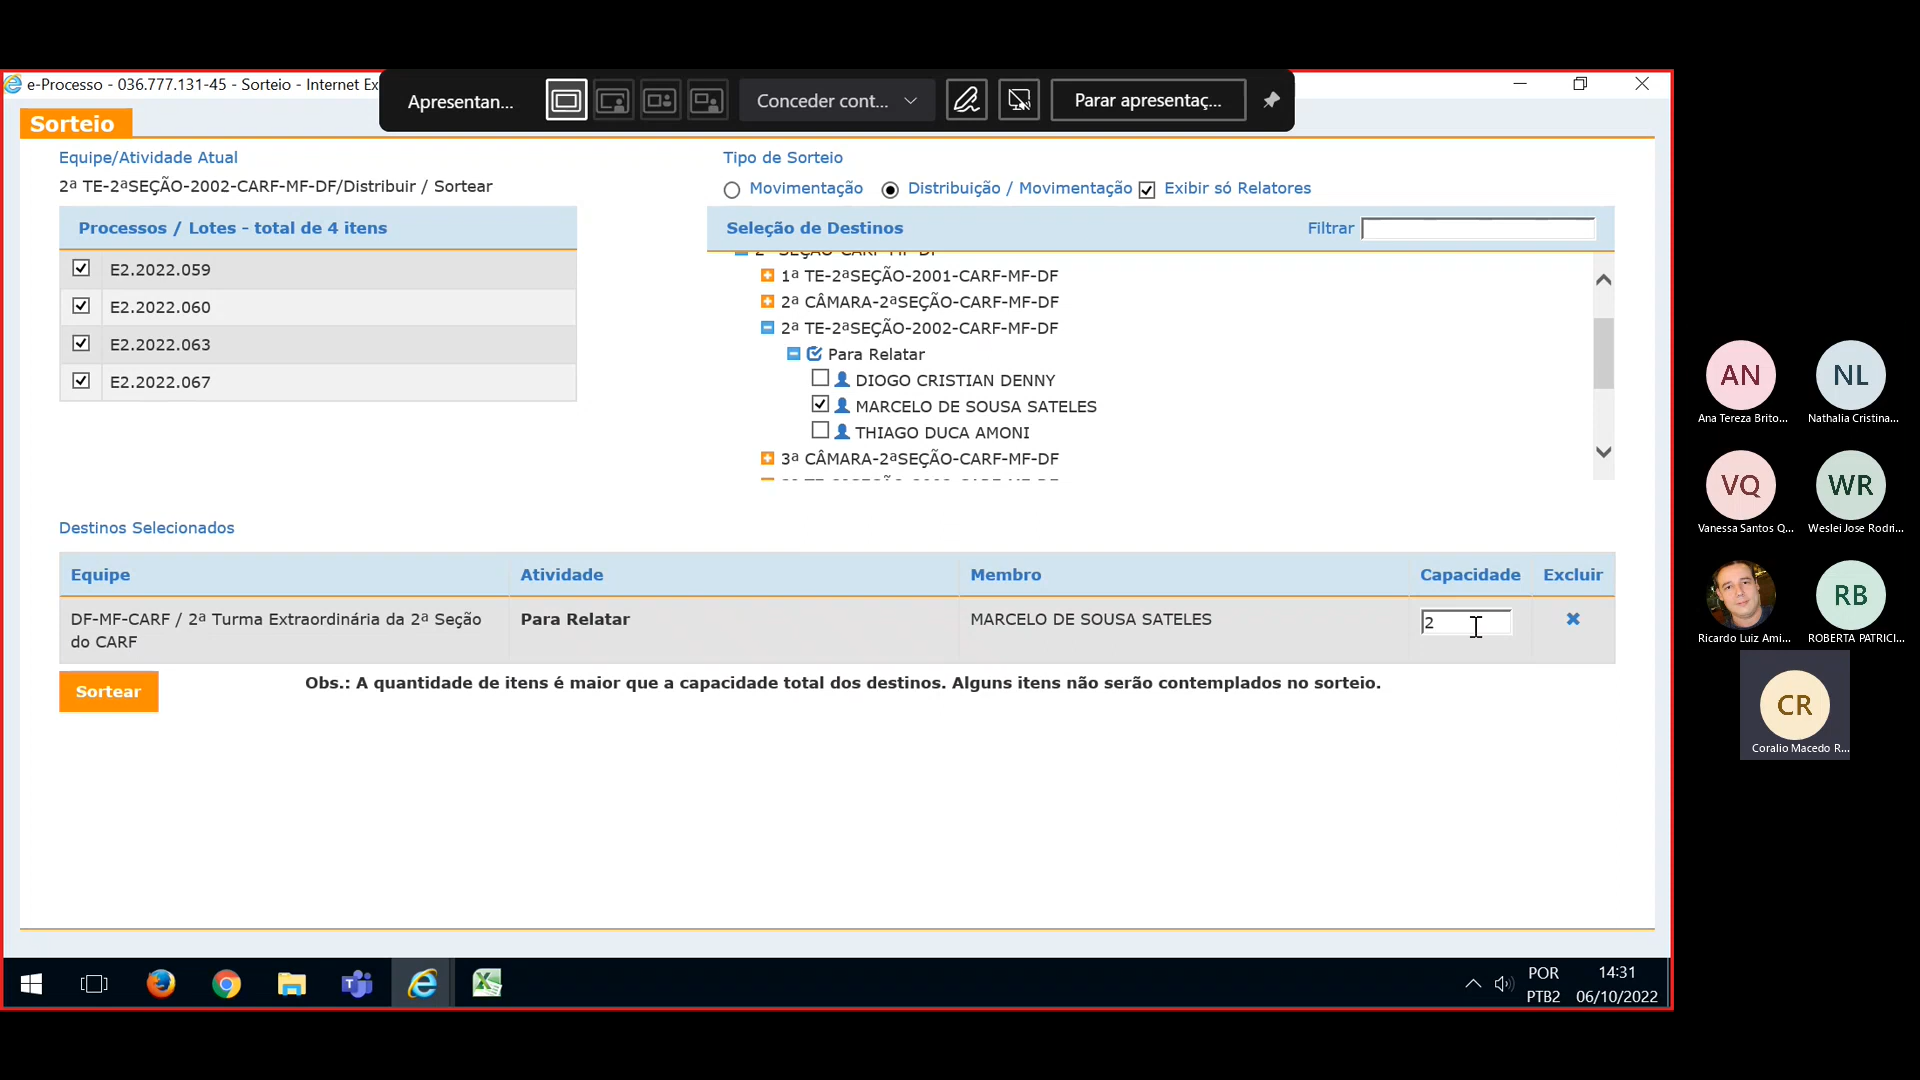 e-Processo - 036.777.131-45 - Sorteio - Internet Ex
Apresentan...
Conceder cont...
Parar apresentaç...
Sorteio
Equipe/Atividade Atual
2ª TE-2ªSEÇÃO-2002-CARF-MF-DF/Distribuir / Sortear
Tipo de Sorteio
Movimentação
Distribuição / Movimentação
Exibir só Relatores
Processos / Lotes - total de 4 itens
E2.2022.059
E2.2022.060
E2.2022.063
E2.2022.067
Seleção de Destinos
Filtrar
1ª TE-2ªSEÇÃO-2001-CARF-MF-DF
2ª CÂMARA-2ªSEÇÃO-CARF-MF-DF
2ª TE-2ªSEÇÃO-2002-CARF-MF-DF
Para Relatar
DIOGO CRISTIAN DENNY
MARCELO DE SOUSA SATELES
THIAGO DUCA AMONI
3ª CÂMARA-2ªSEÇÃO-CARF-MF-DF
Destinos Selecionados
Equipe Atividade Membro Capacidade Excluir
DF-MF-CARF / 2ª Turma Extraordinária da 2ª Seção
do CARF
Para Relatar
MARCELO DE SOUSA SATELES
2
Sortear
Obs.: A quantidade de itens é maior que a capacidade total dos destinos. Alguns itens não serão contemplados no sorteio.
POR
PTB2
14:31
06/10/2022
AN
Ana Tereza Brito...
NL
Nathalia Cristina...
VQ
Vanessa Santos Q...
WR
Weslei Jose Rodri...
Ricardo Luiz Ami...
RB
ROBERTA PATRICI...
CR
Coralio Macedo R...